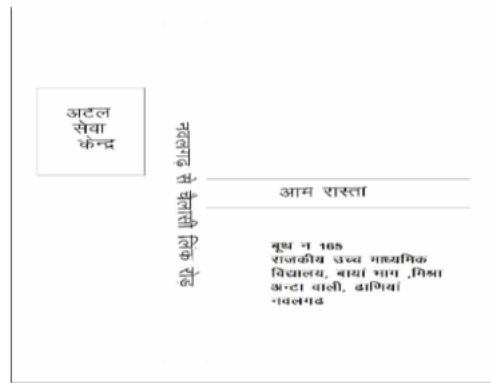 अटल
सेवा
केन्द्र
नवलगढ़ से चैलासी लिंक रोड़
आम रास्ता
बूथ न 165
राजकीय उच्च माध्यमिक
विद्यालय, बायां भाग ,मिश्रा
अन्टा वाली, ढाणियां
नवलगढ